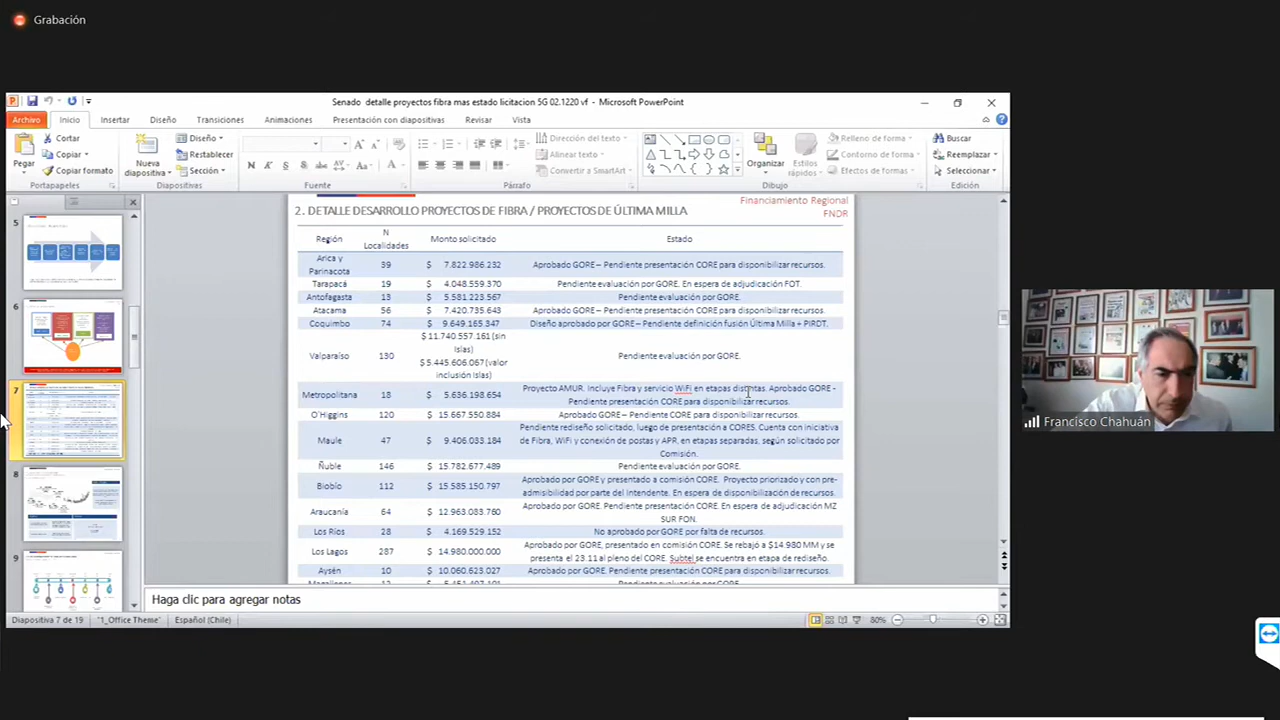 Grabación
Senado detalle proyectos fibra mas estado licitacion 5G 02.1220 vf - Microsoft PowerPoint
Archivo Inicio Insertar Diseño Transiciones Animaciones Presentación con diapositivas Revisar Vista
Pegar
Cortar
Copiar
Copiar formato
Portapapeles
Nueva diapositiva
Diseño
Restablecer
Sección
Diapositivas
Fuente
Dirección del texto
Alinear texto
Convertir a SmartArt
Párrafo
Organizar
Estilos rápidos
Relleno de forma
Contorno de forma
Efectos de formas
Dibujo
Buscar
Reemplazar
Seleccionar
Edición
5
6
7
8
9
Financiamiento Regional
FNDR
2. DETALLE DESARROLLO PROYECTOS DE FIBRA / PROYECTOS DE ÚLTIMA MILLA
Región N Localidades Monto solicitado Estado
Arica y Parinacota 39 $ 7.822.986.232 Aprobado GORE – Pendiente presentación CORE para disponibilizar recursos.
Tarapacá 19 $ 4.048.559.370 Pendiente evaluación por GORE. En espera de adjudicación FOT.
Antofagasta 13 $ 5.581.223.567 Pendiente evaluación por GORE.
Atacama 56 $ 7.420.735.643 Aprobado GORE – Pendiente presentación CORE para disponibilizar recursos.
Coquimbo 74 $ 9.649.165.347 Diseño aprobado por GORE – Pendiente definición fusión Última Milla + PIRDT.
Valparaíso 130 $ 11.740.557.161 (sin islas) $ 5.445.606.067 (valor inclusión Islas) Pendiente evaluación por GORE.
Metropolitana 18 $ 5.636.198.654 Proyecto AMUR. Incluye Fibra y servicio WiFi en etapas distintas. Aprobado GORE -
Pendiente presentación CORE para disponibilizar recursos.
O'Higgins 120 $ 15.667.550.884 Aprobado GORE – Pendiente CORE para disponibilizar recursos.
Maule 47 $ 9.406.033.184 Pendiente rediseño solicitado, luego de presentación a CORES. Cuenta con iniciativa
de Fibra, WiFi y conexión de postas y APR, en etapas separadas, según solicitado por
Comisión.
Ñuble 146 $ 15.782.677.489 Pendiente evaluación por GORE.
Biobío 112 $ 15.585.150.797 Aprobado por GORE y presentado a comisión CORE. Proyecto priorizado y con pre-
admisibilidad por parte del Intendente. En espera de disponibilización de recursos.
Araucanía 64 $ 12.963.083.760 Aprobado por GORE. Pendiente presentación CORE. En espera de adjudicación MZ
SUR FON.
Los Ríos 28 $ 4.169.529.152 No aprobado por GORE por falta de recursos.
Los Lagos 287 $ 14.980.000.000 Aprobado por GORE, presentado en comisión CORE. Se rebajó a $14.980 MM y se
presenta el 23.11 al pleno del CORE. Subtel se encuentra en etapa de rediseño.
Aysén 10 $ 10.060.623.027 Aprobado por GORE. Pendiente presentación CORE para disponibilizar recursos.
Francisco Chahuán
Haga clic para agregar notas
Diapositiva 7 de 19 "1_Office Theme" Español (Chile) 80%